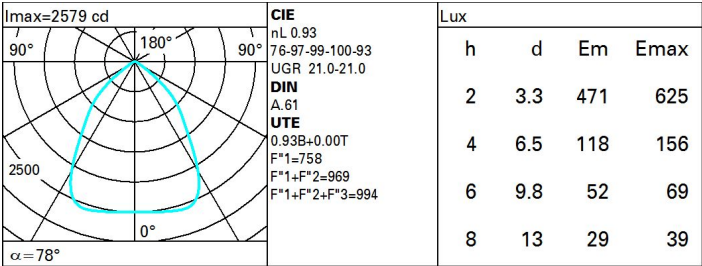 Imax=2579 cd
90° 180° 90°
2500
0°
α=78°
CIE
nL 0.93
76-97-99-100-93
UGR 21.0-21.0
DIN
A.61
UTE
0.93B+0.00T
F"1=758
F"1+F"2=969
F"1+F"2+F"3=994
Lux
h d Em Emax
2 3.3 471 625
4 6.5 118 156
6 9.8 52 69
8 13 29 39